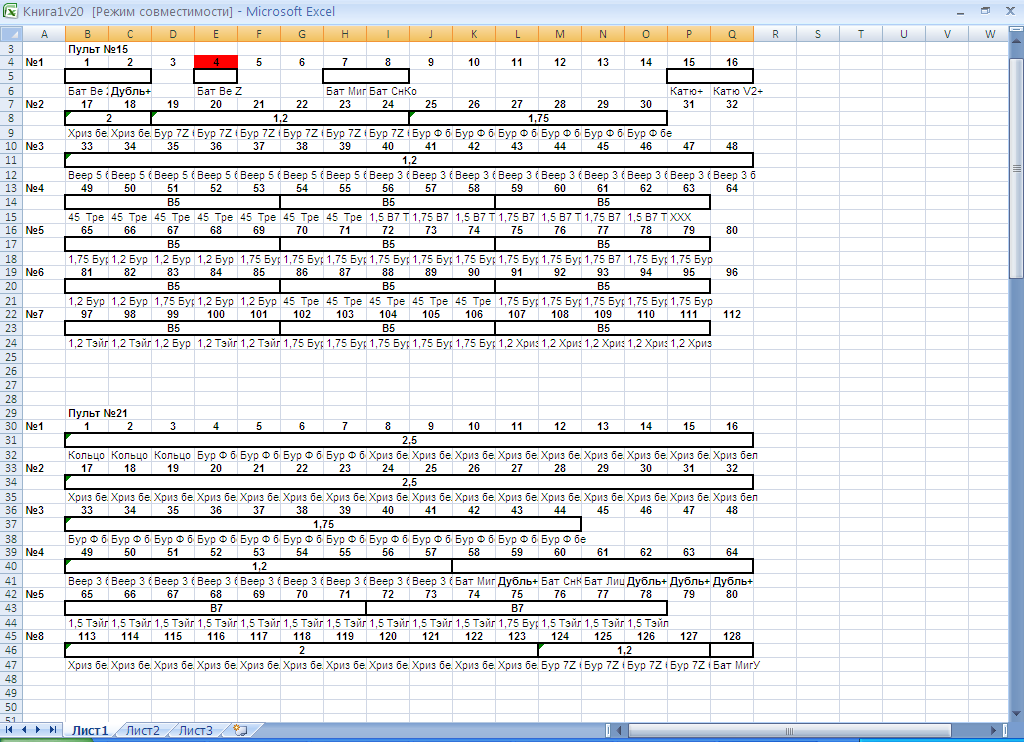 Книга1v20 [Режим совместимости] - Microsoft Excel
A B C D E F G H I J K L M N O P Q R S T U V W
3 Пульт №15
4 №1 1 2 3 4 5 6 7 8 9 10 11 12 13 14 15 16
5
6 Бат Ве Дубль+ Бат Ве Z Бат Миг Бат СнКо Катю+ Катю V2+
7 №2 17 18 19 20 21 22 23 24 25 26 27 28 29 30 31 32
8 2 1,2 1,75
9 Хриз бе. Хриз бе. Бур 7Z Бур 7Z Бур 7Z Бур 7Z Бур 7Z Бур 7Z Бур Ф б Бур Ф б Бур Ф б Бур Ф б Бур Ф б Бур Ф бе
10 №3 33 34 35 36 37 38 39 40 41 42 43 44 45 46 47 48
11 1,2
12 Веер 5 б Веер 5 б Веер 5 б Веер 5 б Веер 5 б Веер 5 б Веер 5 б Веер 3 б Веер 3 б Веер 3 б Веер 3 б Веер 3 б Веер 3 б Веер 3 б Веер 3 б Веер 3 б
13 №4 49 50 51 52 53 54 55 56 57 58 59 60 61 62 63 64
14 В5 В5 В5
15 45 Тре 45 Тре 45 Тре 45 Тре 45 Тре 45 Тре 45 Тре 1,5 В7 Т 1,75 В7 1,5 В7 Т 1,75 В7 1,5 В7 Т 1,75 В7 1,5 В7 Т XXX
16 №5 65 66 67 68 69 70 71 72 73 74 75 76 77 78 79 80
17 В5 В5 В5
18 1,75 Бур 1,2 Бур 1,2 Бур 1,2 Бур 1,75 Бур 1,75 Бур 1,75 Бур 1,75 Бур 1,75 Бур 1,75 Бур 1,75 Бур 1,75 Бур 1,75 В7 1,75 Бур 1,75 Бур
19 №6 81 82 83 84 85 86 87 88 89 90 91 92 93 94 95 96
20 В5 В5 В5
21 1,2 Бур 1,2 Бур 1,75 Бур 1,2 Бур 1,2 Бур 45 Тре 45 Тре 45 Тре 45 Тре 45 Тре 1,75 Бур 1,75 Бур 1,75 Бур 1,75 Бур 1,75 Бур
22 №7 97 98 99 100 101 102 103 104 105 106 107 108 109 110 111 112
23 В5 В5 В5
24 1,2 Тэйл 1,2 Тэйл 1,2 Бур 1,2 Тэйл 1,2 Тэйл 1,75 Бур 1,75 Бур 1,75 Бур 1,75 Бур 1,75 Бур 1,2 Хриз 1,2 Хриз 1,2 Хриз 1,2 Хриз 1,2 Хриз
25
26
27
28
29 Пульт №21
30 №1 1 2 3 4 5 6 7 8 9 10 11 12 13 14 15 16
31 2,5
32 Кольцо Кольцо Кольцо Бур Ф б Бур Ф б Бур Ф б Бур Ф б Хриз бе. Хриз бе. Хриз бе. Хриз бе. Хриз бе. Хриз бе. Хриз бе. Хриз бе. Хриз бел
33 №2 17 18 19 20 21 22 23 24 25 26 27 28 29 30 31 32
34 2,5
35 Хриз бе. Хриз бе. Хриз бе. Хриз бе. Хриз бе. Хриз бе. Хриз бе. Хриз бе. Хриз бе. Хриз бе. Хриз бе. Хриз бе. Хриз бе. Хриз бе. Хриз бе. Хриз бел
36 №3 33 34 35 36 37 38 39 40 41 42 43 44 45 46 47 48
37 1,75
38 Бур Ф б Бур Ф б Бур Ф б Бур Ф б Бур Ф б Бур Ф б Бур Ф б Бур Ф б Бур Ф б Бур Ф б Бур Ф б Бур Ф бе
39 №4 49 50 51 52 53 54 55 56 57 58 59 60 61 62 63 64
40 1,2
41 Веер 3 б Веер 3 б Веер 3 б Веер 3 б Веер 3 б Веер 3 б Веер 3 б Веер 3 б Веер 3 б Бат Миг Дубль+ Бат СнК Бат Лиц Дубль+ Дубль+ Дубль+
42 №5 65 66 67 68 69 70 71 72 73 74 75 76 77 78 79 80
43 В7 В7
44 1,5 Тэйл 1,5 Тэйл 1,5 Тэйл 1,5 Тэйл 1,5 Тэйл 1,5 Тэйл 1,5 Тэйл 1,5 Тэйл 1,5 Тэйл 1,5 Тэйл 1,75 Бур 1,5 Тэйл 1,5 Тэйл 1,5 Тэйл
45 №8 113 114 115 116 117 118 119 120 121 122 123 124 125 126 127 128
46 2 1,2
47 Хриз бе. Хриз бе. Хриз бе. Хриз бе. Хриз бе. Хриз бе. Хриз бе. Хриз бе. Хриз бе. Хриз бе. Хриз бе. Бур 7Z Бур 7Z Бур 7Z Бур 7Z Бат МигУ
48
49
50
51
Лист1 Лист2 Лист3